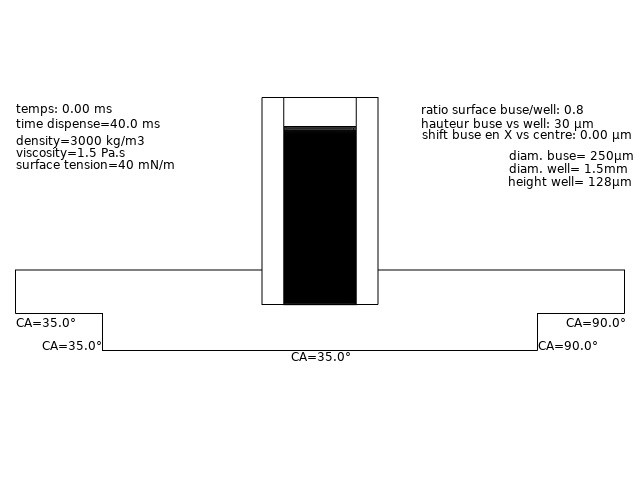 temps: 0.00 ms
time dispense=40.0 ms
density=3000 kg/m3
viscosity=1.5 Pa.s
surface tension=40 mN/m
ratio surface buse/well: 0.8
hauteur buse vs well: 30 µm
shift buse en X vs centre: 0.00 µm
diam. buse= 250µm
diam. well= 1.5mm
height well= 128µm
CA=35.0°
CA=90.0°
CA=35.0°
CA=90.0°
CA=35.0°